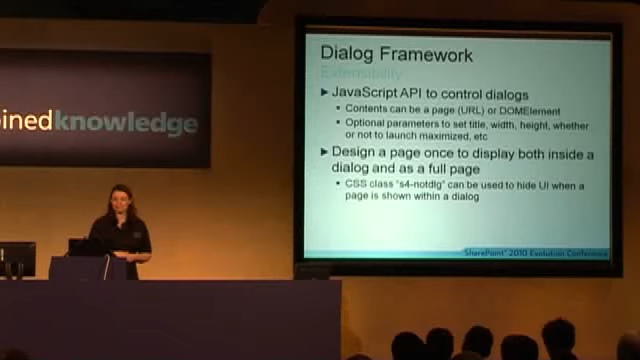 inedknowledge
Dialog Framework
Extensibility
JavaScript API to control dialogs
Contents can be a page (URL) or DOMElement
Optional parameters to set title, width, height, whether
or not to launch maximized, etc
Design a page once to display both inside a
dialog and as a full page
CSS class "s4-notdlg" can be used to hide UI when a
page is shown within a dialog
SharePoint® 2010 Evolution Conference